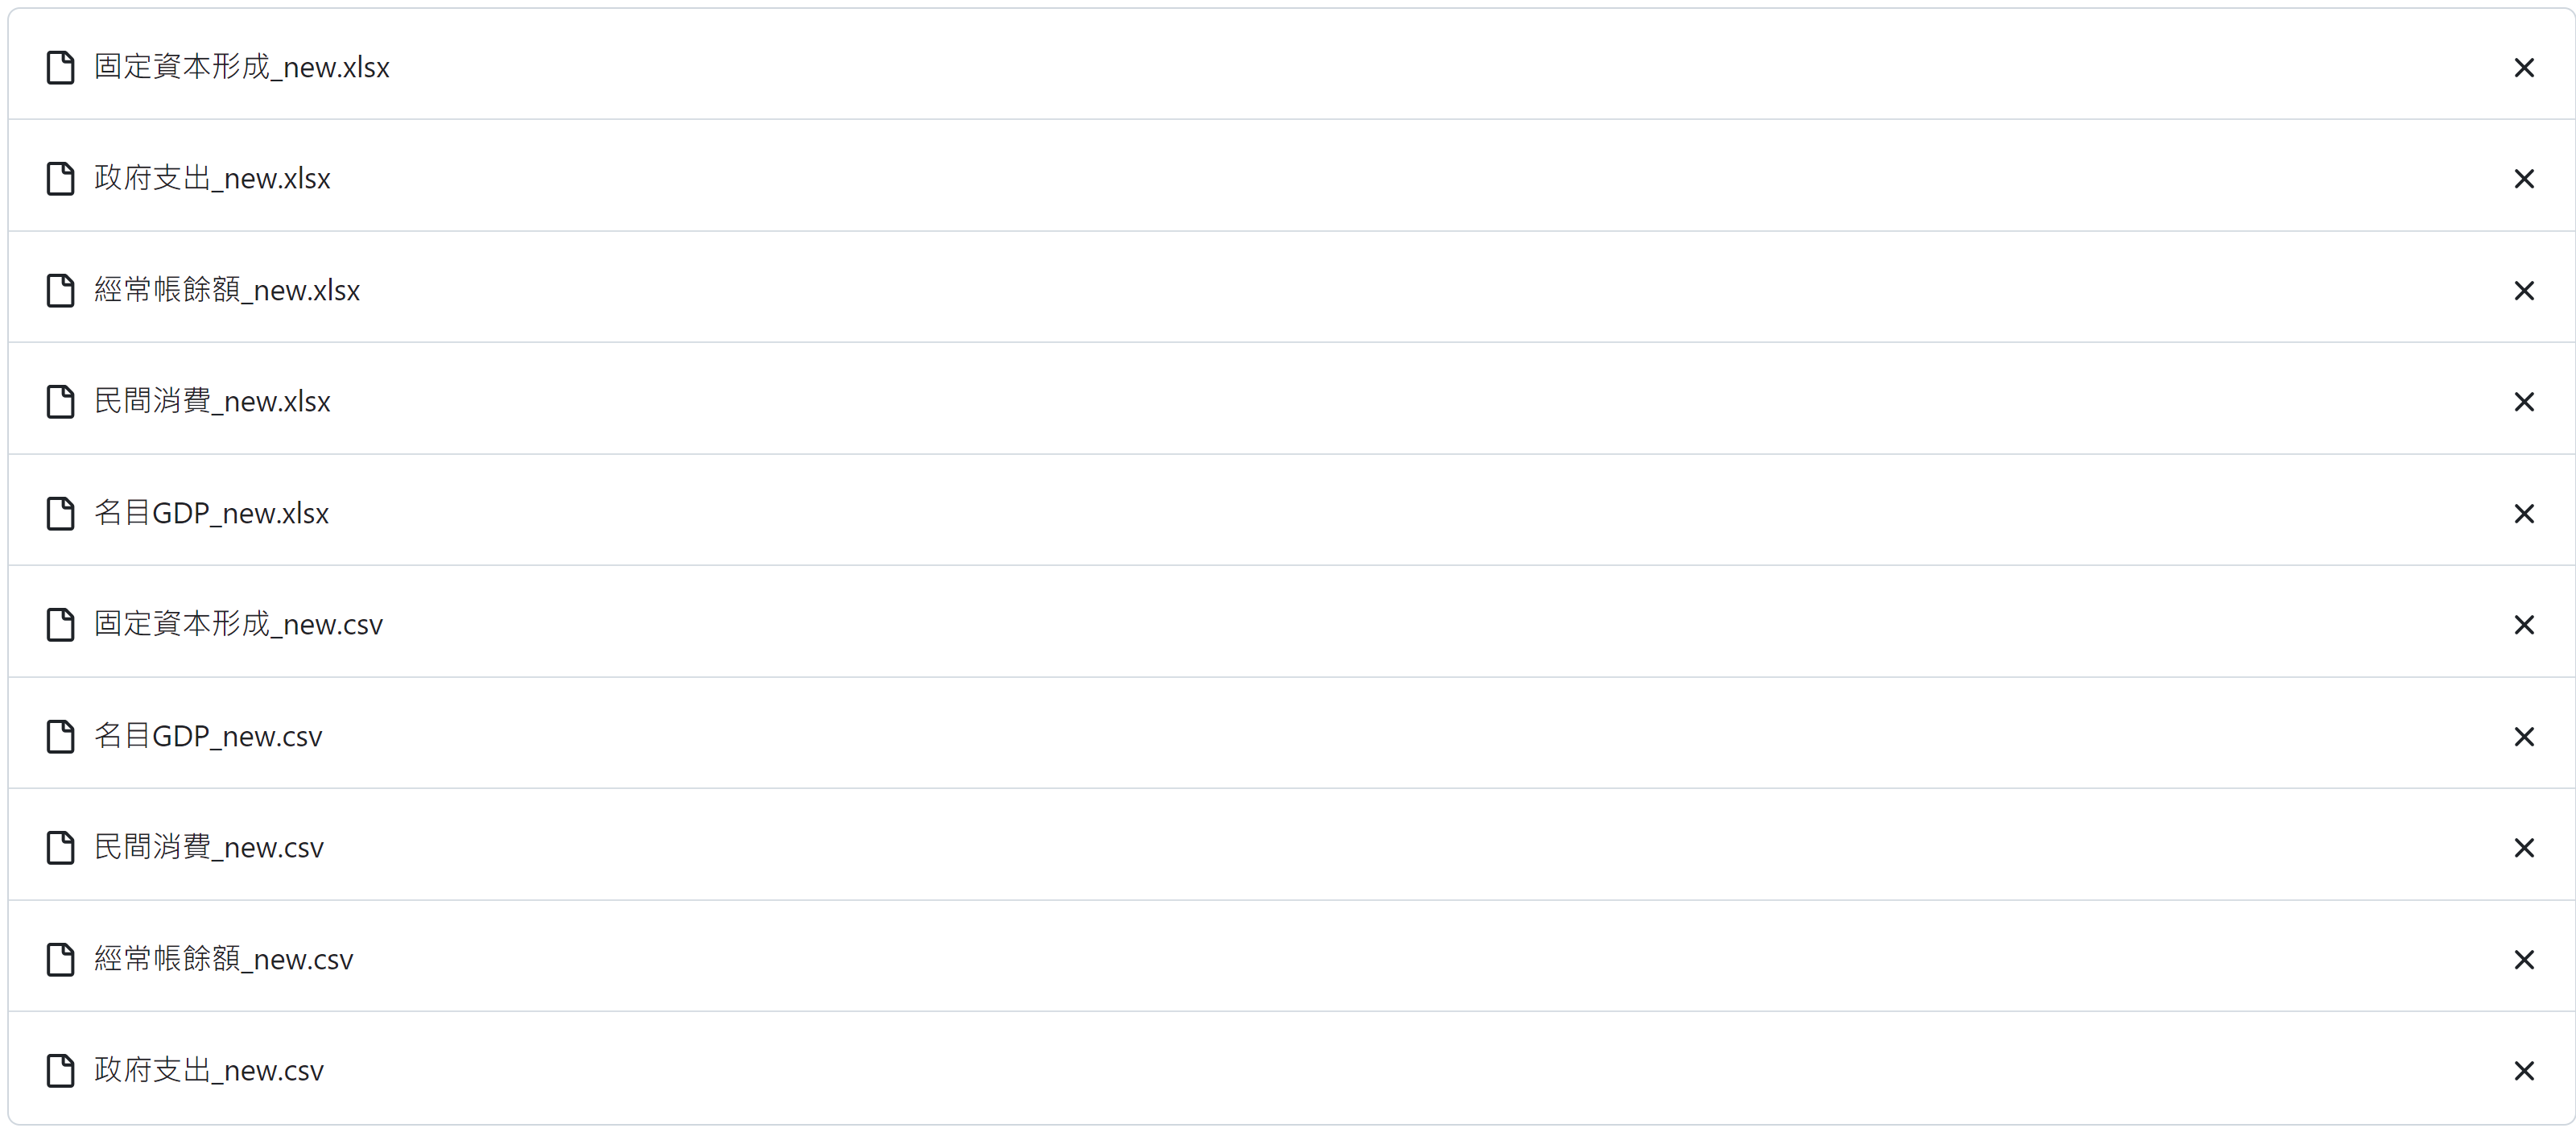 固定資本形成_new.xlsx
政府支出_new.xlsx
經常帳餘額_new.xlsx
民間消費_new.xlsx
名目GDP_new.xlsx
固定資本形成_new.csv
名目GDP_new.csv
民間消費_new.csv
經常帳餘額_new.csv
政府支出_new.csv